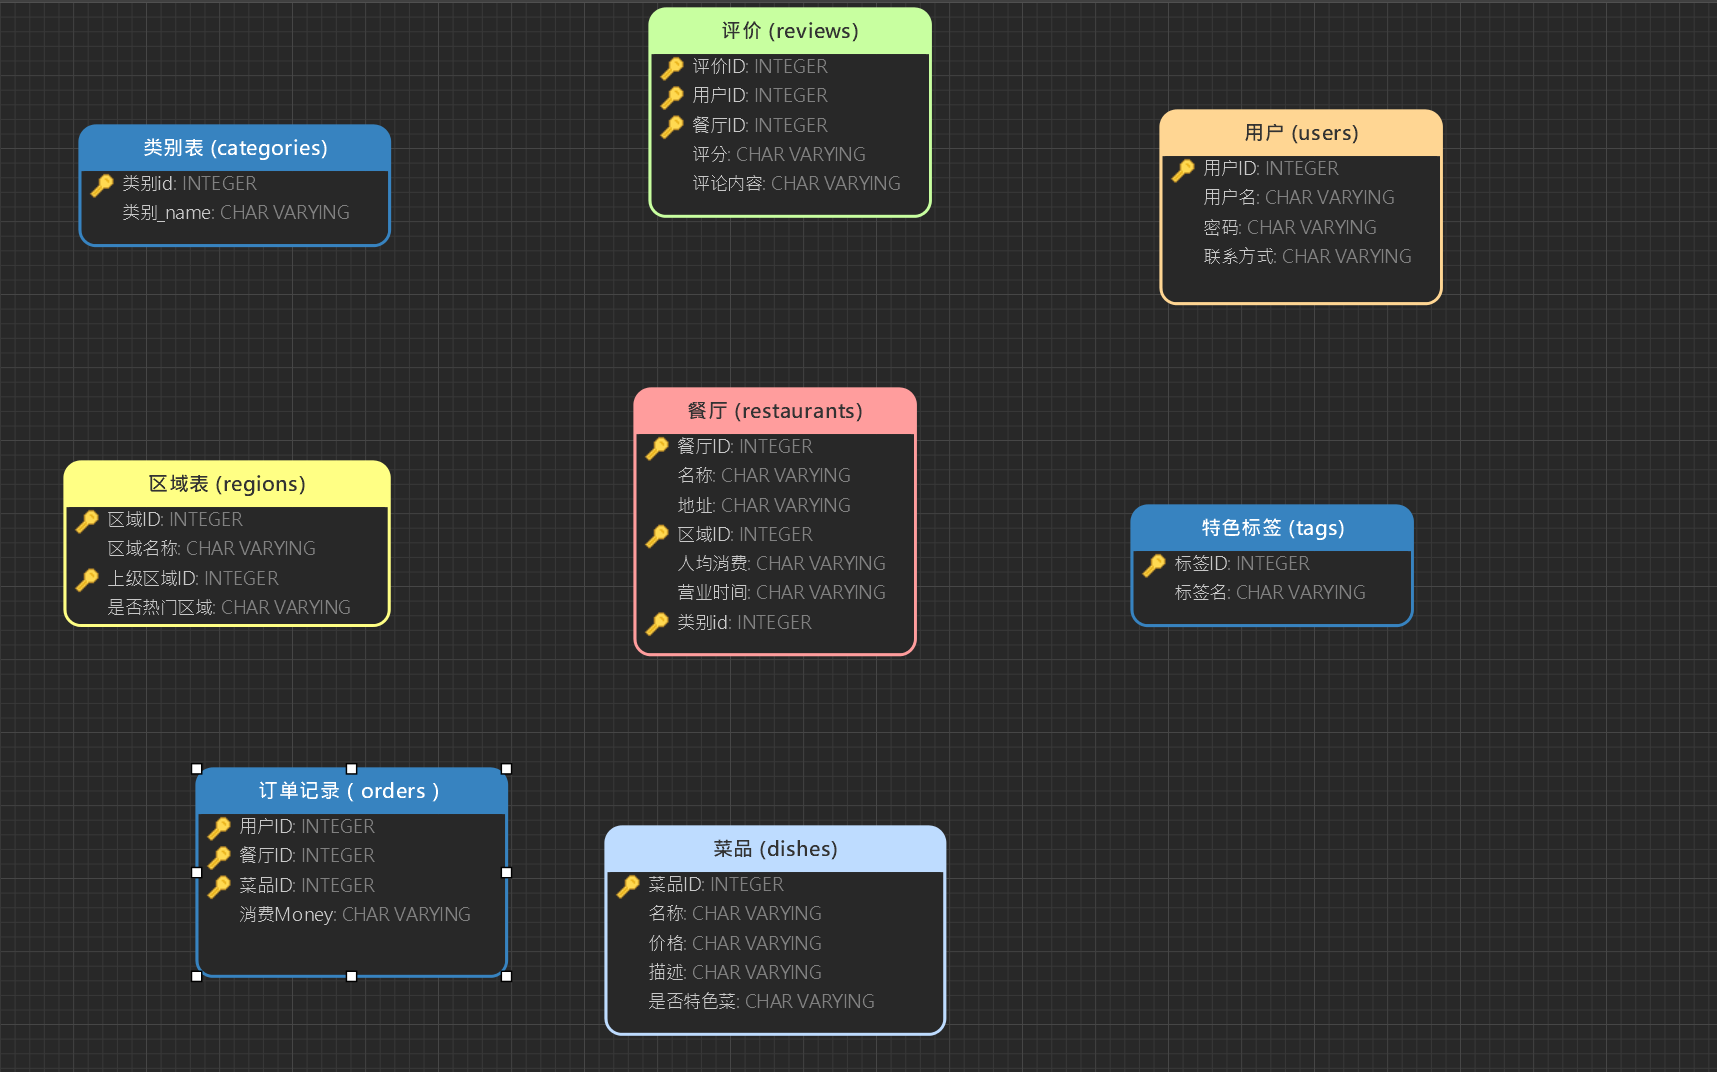 评价 (reviews)
评价ID: INTEGER
用户ID: INTEGER
餐厅ID: INTEGER
评分: CHAR VARYING
评论内容: CHAR VARYING
类别表 (categories)
类别id: INTEGER
类别_name: CHAR VARYING
用户 (users)
用户ID: INTEGER
用户名: CHAR VARYING
密码: CHAR VARYING
联系方式: CHAR VARYING
餐厅 (restaurants)
餐厅ID: INTEGER
名称: CHAR VARYING
地址: CHAR VARYING
区域ID: INTEGER
人均消费: CHAR VARYING
营业时间: CHAR VARYING
类别id: INTEGER
区域表 (regions)
区域ID: INTEGER
区域名称: CHAR VARYING
上级区域ID: INTEGER
是否热门区域: CHAR VARYING
特色标签 (tags)
标签ID: INTEGER
标签名: CHAR VARYING
订单记录 ( orders )
用户ID: INTEGER
餐厅ID: INTEGER
菜品ID: INTEGER
消费Money: CHAR VARYING
菜品 (dishes)
菜品ID: INTEGER
名称: CHAR VARYING
价格: CHAR VARYING
描述: CHAR VARYING
是否特色菜: CHAR VARYING